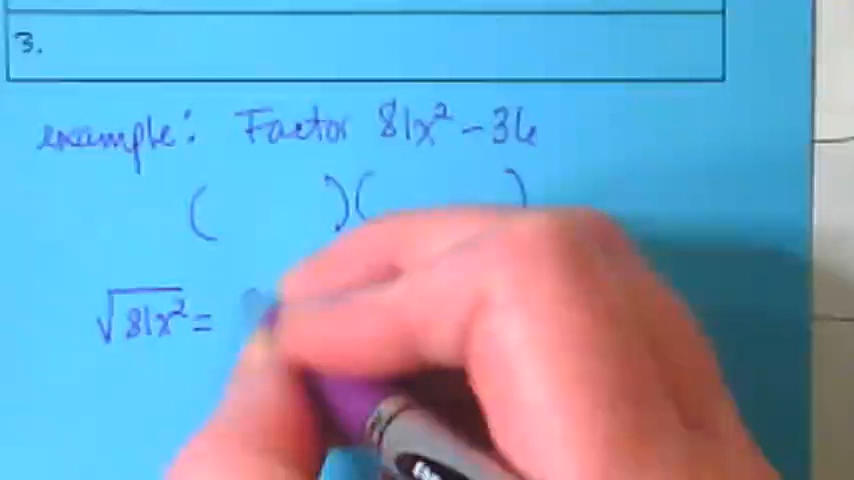 3.
example: Factor 81x² - 36
( )( )
√81x² =